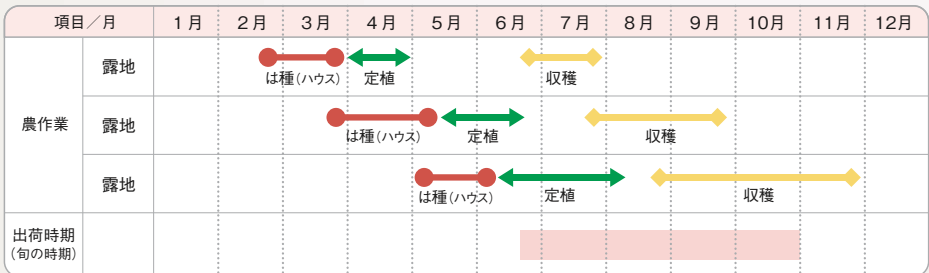 項目／月 1月 2月 3月 4月 5月 6月 7月 8月 9月 10月 11月 12月
農作業
露地
は種（ハウス） 定植 収穫
露地
は種（ハウス） 定植 収穫
露地
は種（ハウス） 定植 収穫
出荷時期
（旬の時期）